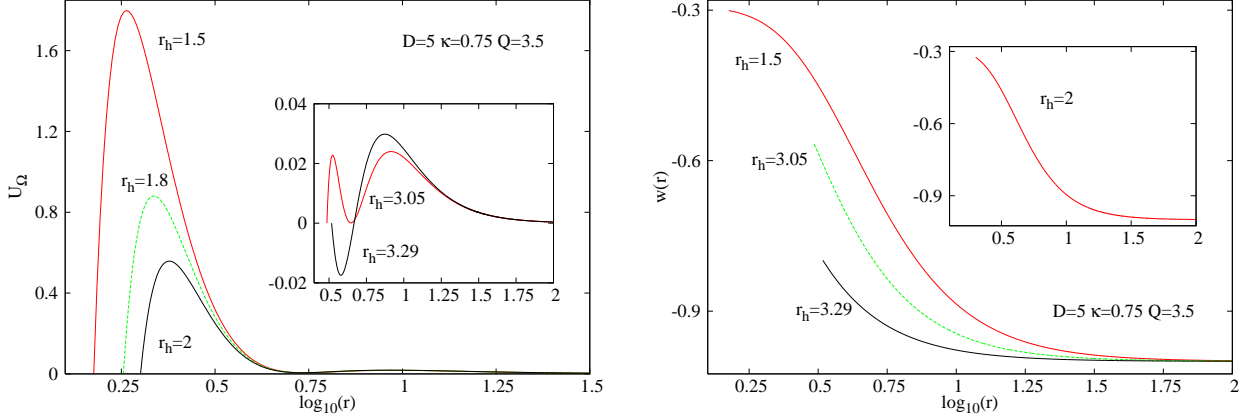 U_Ω
1.6
1.2
0.8
0.4
0
0.25
0.5
0.75
1
1.25
1.5
log10(r)
r_h=1.5
r_h=1.8
r_h=2
D=5 κ=0.75 Q=3.5
0.04
0.02
0
-0.02
0.5
0.75
1
1.25
1.5
1.75
2
r_h=3.05
r_h=3.29
w(r)
-0.3
-0.6
-0.9
0.25
0.5
0.75
1
1.25
1.5
1.75
2
log10(r)
r_h=1.5
r_h=3.05
r_h=3.29
D=5 κ=0.75 Q=3.5
-0.3
-0.6
-0.9
0.5
1
1.5
2
r_h=2